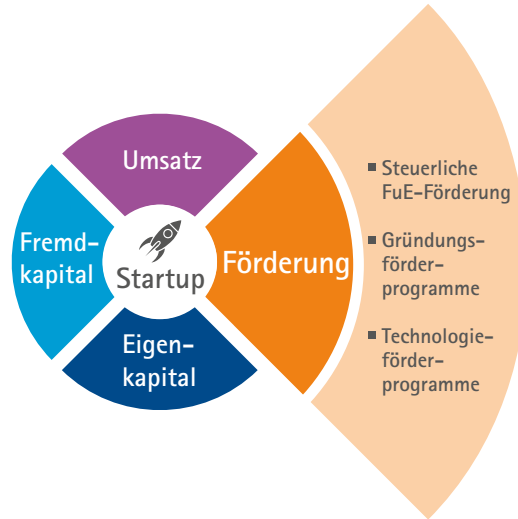 Umsatz
Fremd-
kapital
Startup
Förderung
Eigen-
kapital
▪ Steuerliche
FuE-Förderung
▪ Gründungs-
förder-
programme
▪ Technologie-
förder-
programme